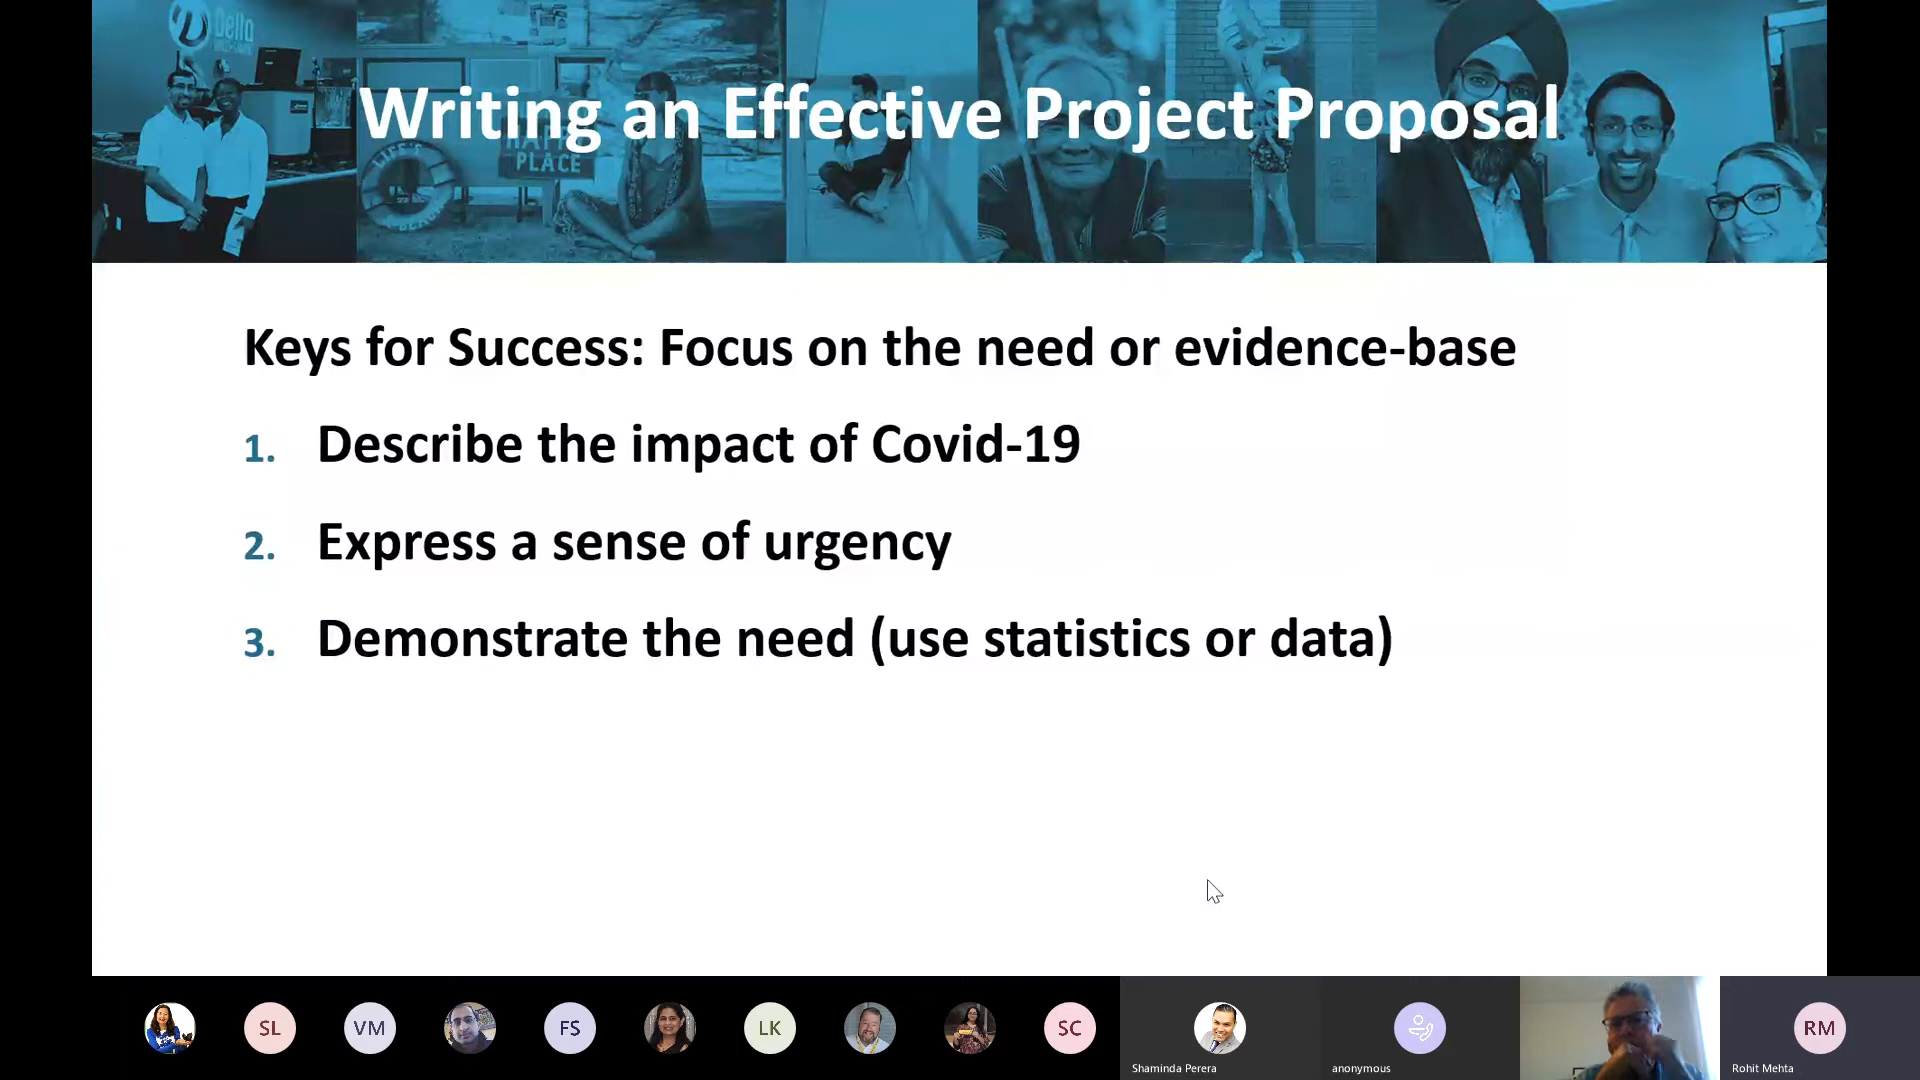 Delta
Writing an Effective Project Proposal
PLACE
Keys for Success: Focus on the need or evidence-base
1. Describe the impact of Covid-19
2. Express a sense of urgency
3. Demonstrate the need (use statistics or data)
SL
VM
FS
LK
SC
RM
Shaminda Perera
anonymous
Rohit Mehta